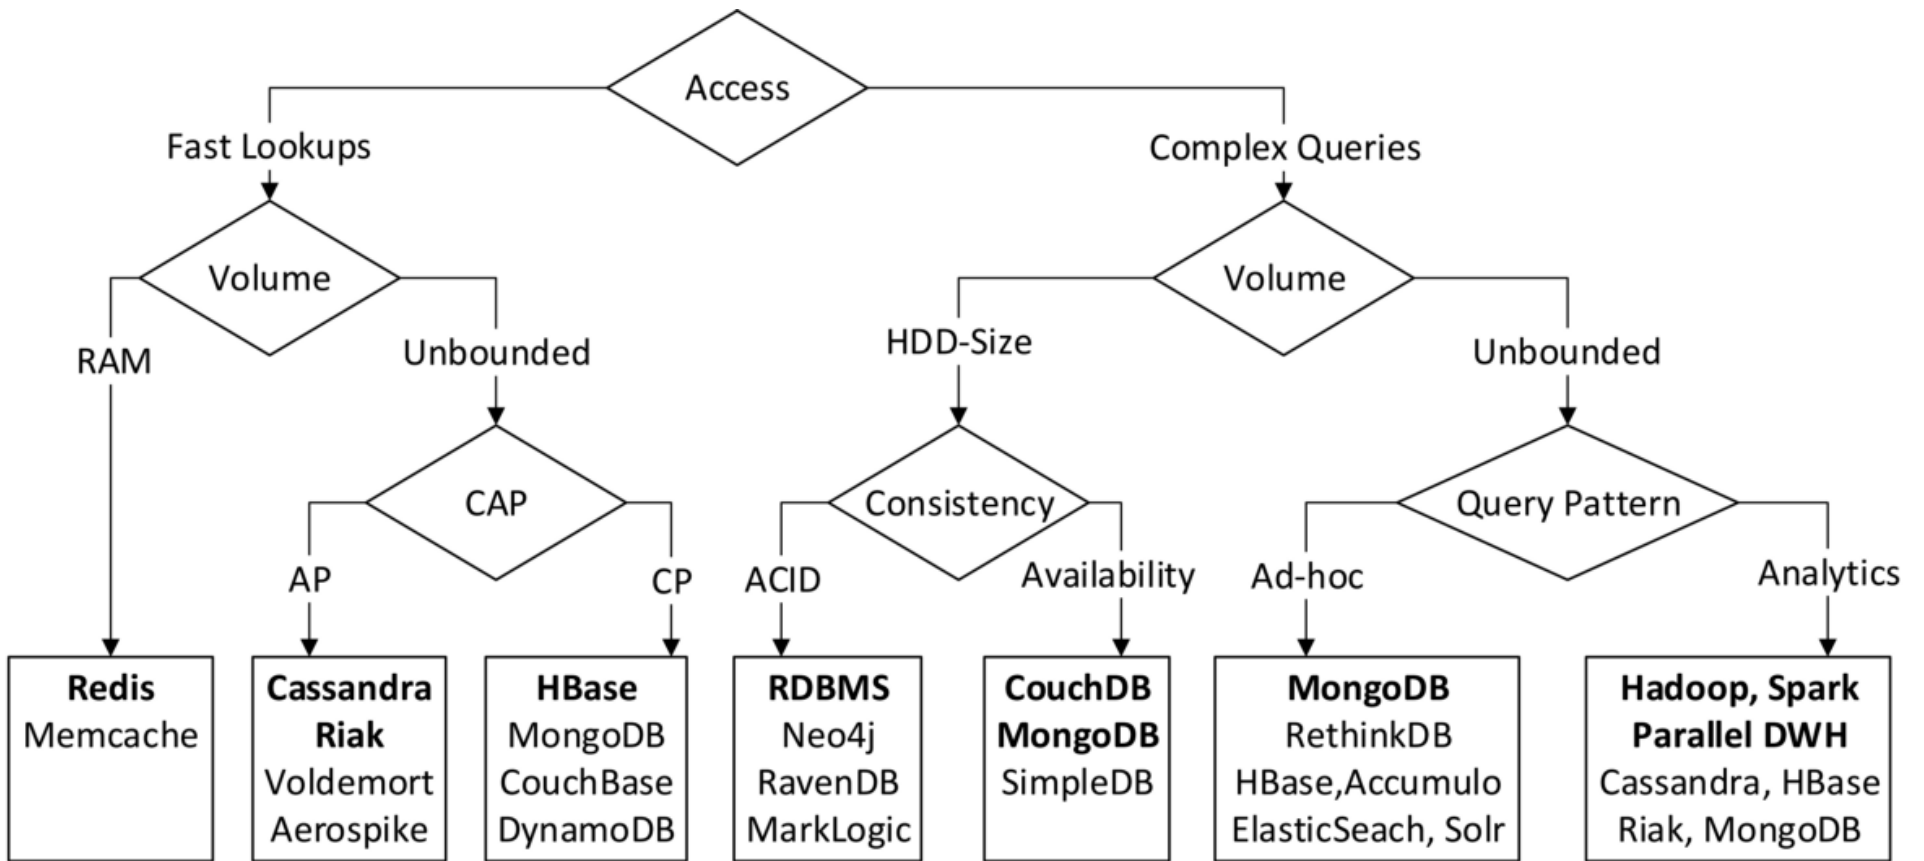 Access
Fast Lookups
Complex Queries
Volume
Volume
RAM
Unbounded
HDD-Size
Unbounded
CAP
Consistency
Query Pattern
AP
CP
ACID
Availability
Ad-hoc
Analytics
Redis
Memcache
Cassandra
Riak
Voldemort
Aerospike
HBase
MongoDB
CouchBase
DynamoDB
RDBMS
Neo4j
RavenDB
MarkLogic
CouchDB
MongoDB
SimpleDB
MongoDB
RethinkDB
HBase,Accumulo
ElasticSeach, Solr
Hadoop, Spark
Parallel DWH
Cassandra, HBase
Riak, MongoDB